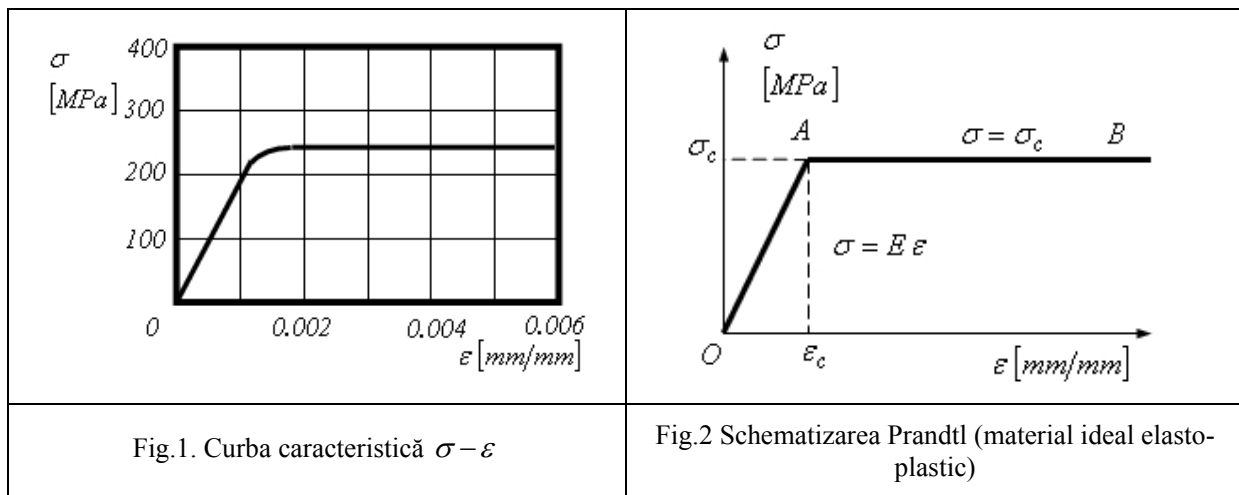 σ
[MPa]
400
300
200
100
0
0.002
0.004
0.006
ε [mm/mm]
σ
[MPa]
σc
A
σ = σc
B
σ = E ε
O
εc
ε [mm/mm]
Fig.1. Curba caracteristică σ − ε
Fig.2 Schematizarea Prandtl (material ideal elasto-
plastic)